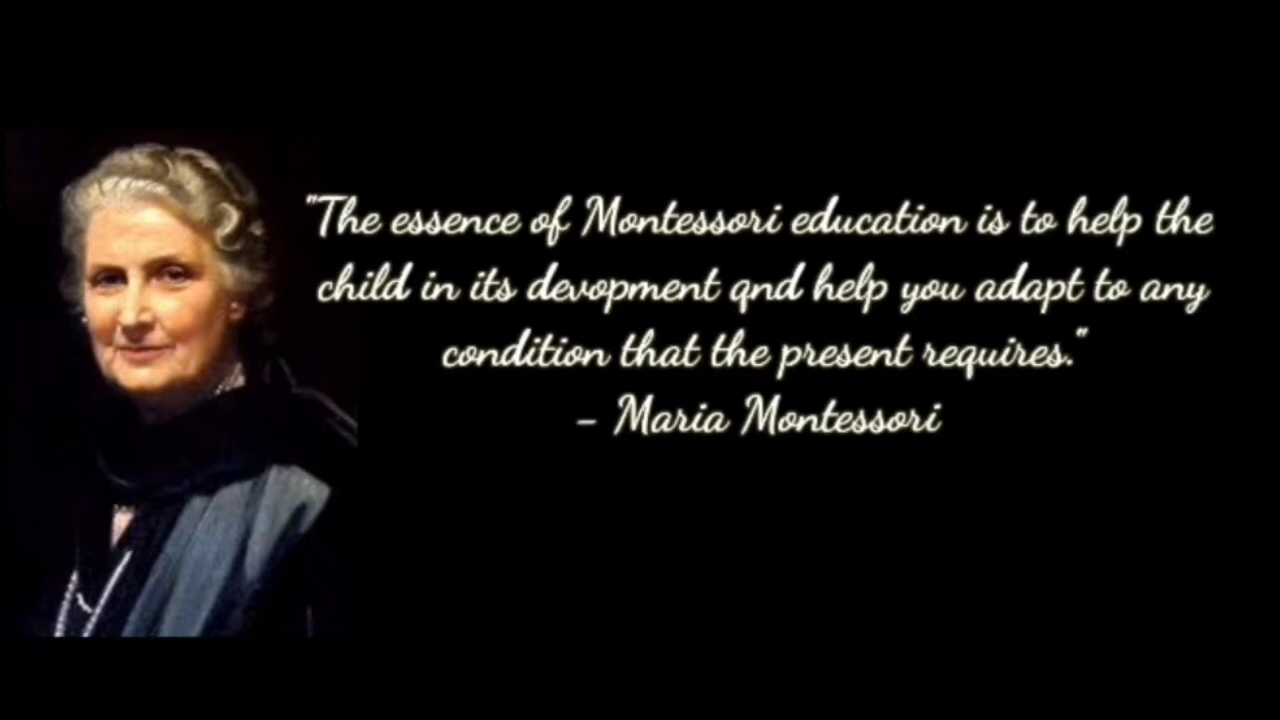 "The essence of Montessori education is to help the
child in its devopment qnd help you adapt to any
condition that the present requires."
- Maria Montessori